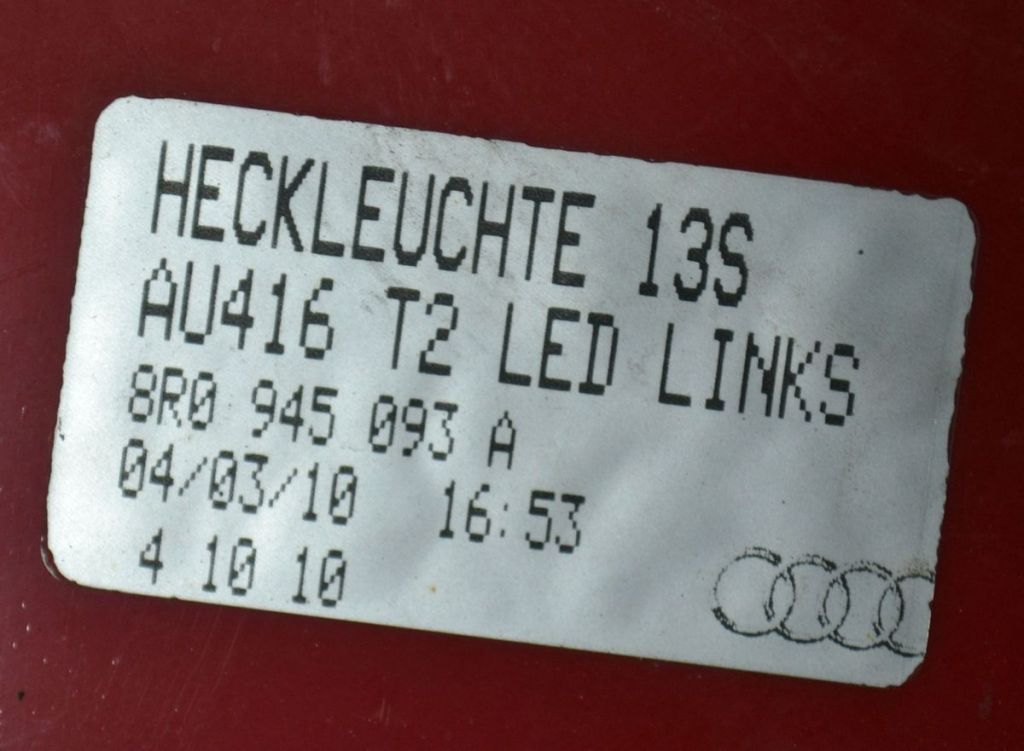 HECKLEUCHTE 13S
AU416 T2 LED LINKS
8R0 945 093 A
04/03/10 16:53
4 10 10